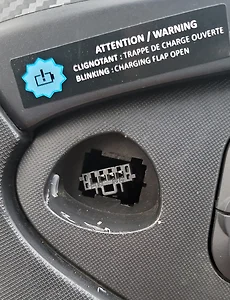 ATTENTION / WARNING
CLIGNOTANT : TRAPPE DE CHARGE OUVERTE
BLINKING : CHARGING FLAP OPEN